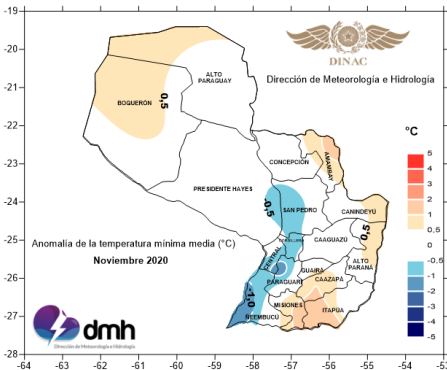 -19
-20
-21
-22
-23
-24
-25
-26
-27
-28
-64
-63
-62
-61
-60
-59
-58
-57
-56
-55
-54
DINAC
Dirección de Meteorología e Hidrología
ALTO
PARAGUAY
BOQUERÓN
0,5
CONCEPCIÓN
AMAMBAY
PRESIDENTE HAYES
-0,5
SAN PEDRO
CANINDEYÚ
0,5
CAAGUAZÚ
CENTRAL
ALTO
PARANÁ
GUAIRÁ
PARAGUARÍ
CAAZAPÁ
-1,0
MISIONES
ÑEEMBUCÚ
ITAPÚA
°C
5
4
3
2
1
0,5
0
-0,5
-1
-2
-3
-4
-5
Anomalía de la temperatura mínima media (°C)
Noviembre 2020
dmh
Dirección de Meteorología e Hidrología